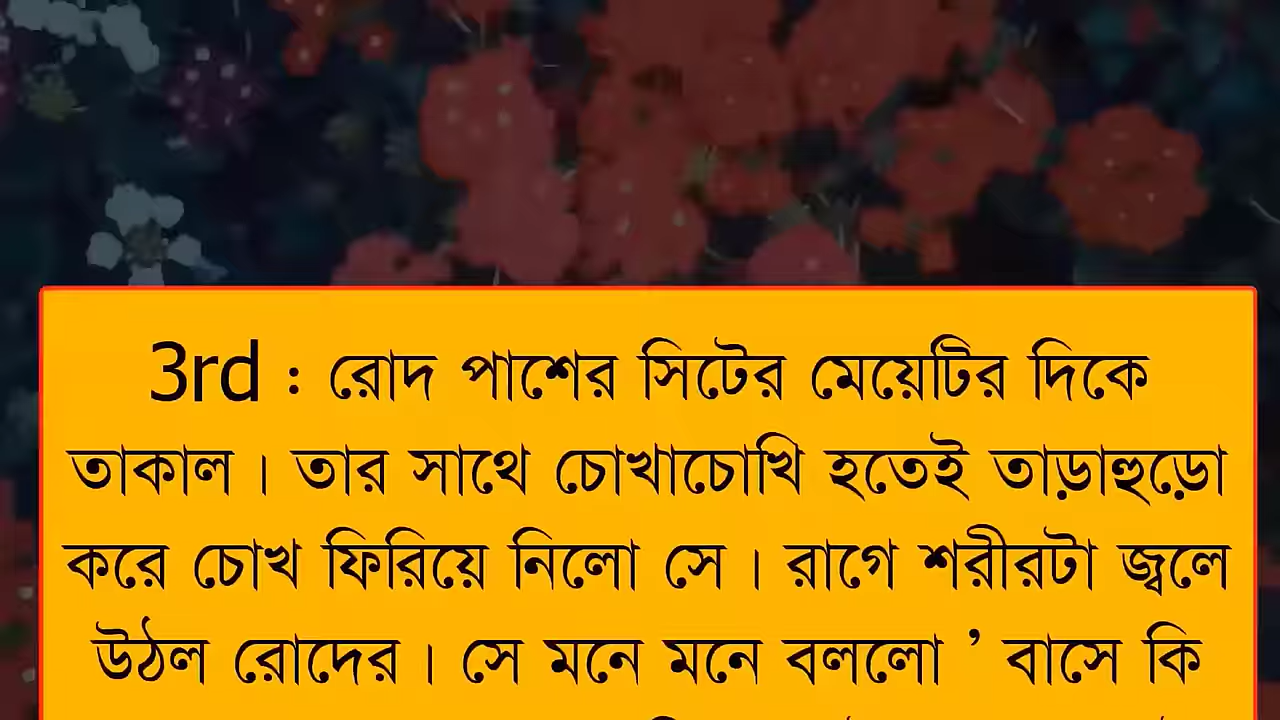 3rd : রোদ পাশের সিটের মেয়েটির দিকে
তাকাল । তার সাথে চোখাচোখি হতেই তাড়াহুড়ো
করে চোখ ফিরিয়ে নিলো সে । রাগে শরীরটা জ্বলে
উঠল রোদের । সে মনে মনে বললো ’ বাসে কি